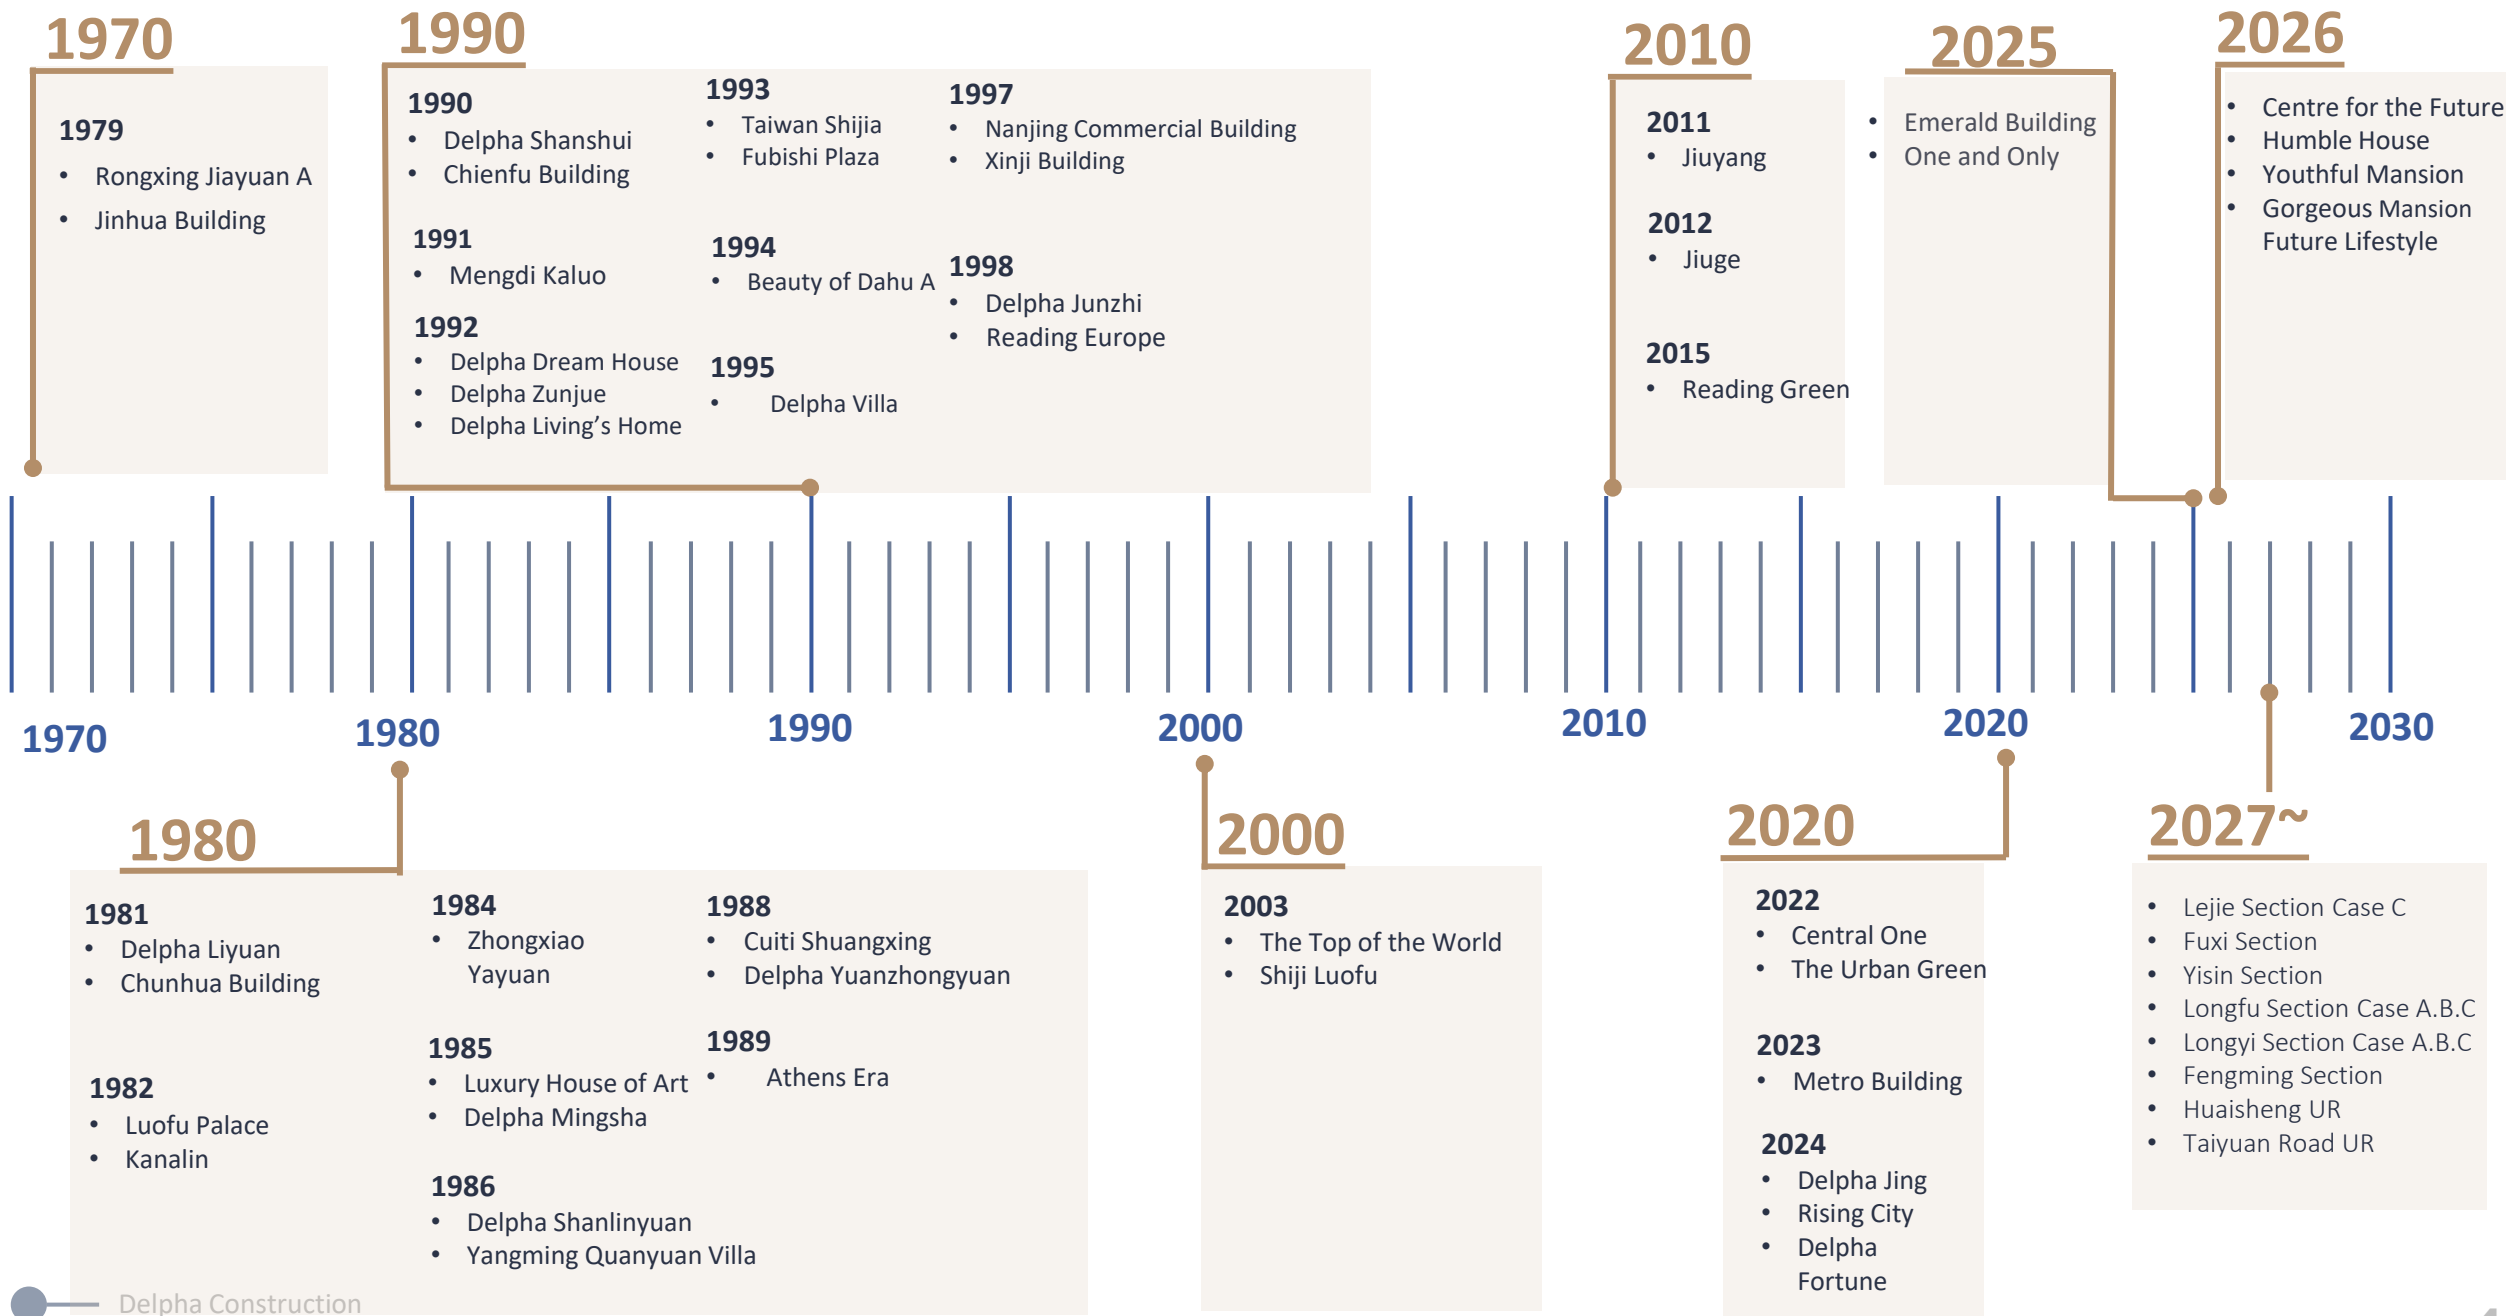 1970
1979
• Rongxing Jiayuan A
• Jinhua Building
1990
1990
• Delpha Shanshui
• Chienfu Building
1991
• Mengdi Kaluo
1992
• Delpha Dream House
• Delpha Zunjue
• Delpha Living’s Home
1993
• Taiwan Shijia
• Fubishi Plaza
1994
• Beauty of Dahu A
1995
• Delpha Villa
1997
• Nanjing Commercial Building
• Xinji Building
1998
• Delpha Junzhi
• Reading Europe
2010
2011
• Jiuyang
2012
• Jiuge
2015
• Reading Green
2025
• Emerald Building
• One and Only
2026
• Centre for the Future
• Humble House
• Youthful Mansion
• Gorgeous Mansion
Future Lifestyle
1970
1980
1990
2000
2010
2020
2030
1980
1981
• Delpha Liyuan
• Chunhua Building
1982
• Luofu Palace
• Kanalin
1984
• Zhongxiao
Yayuan
1985
• Luxury House of Art
• Delpha Mingsha
1986
• Delpha Shanlinyuan
• Yangming Quanyuan Villa
1988
• Cuiti Shuangxing
• Delpha Yuanzhongyuan
1989
• Athens Era
2000
2003
• The Top of the World
• Shiji Luofu
2020
2022
• Central One
• The Urban Green
2023
• Metro Building
2024
• Delpha Jing
• Rising City
• Delpha
Fortune
2027~
• Lejie Section Case C
• Fuxi Section
• Yisin Section
• Longfu Section Case A.B.C
• Longyi Section Case A.B.C
• Fengming Section
• Huaisheng UR
• Taiyuan Road UR
Delpha Construction